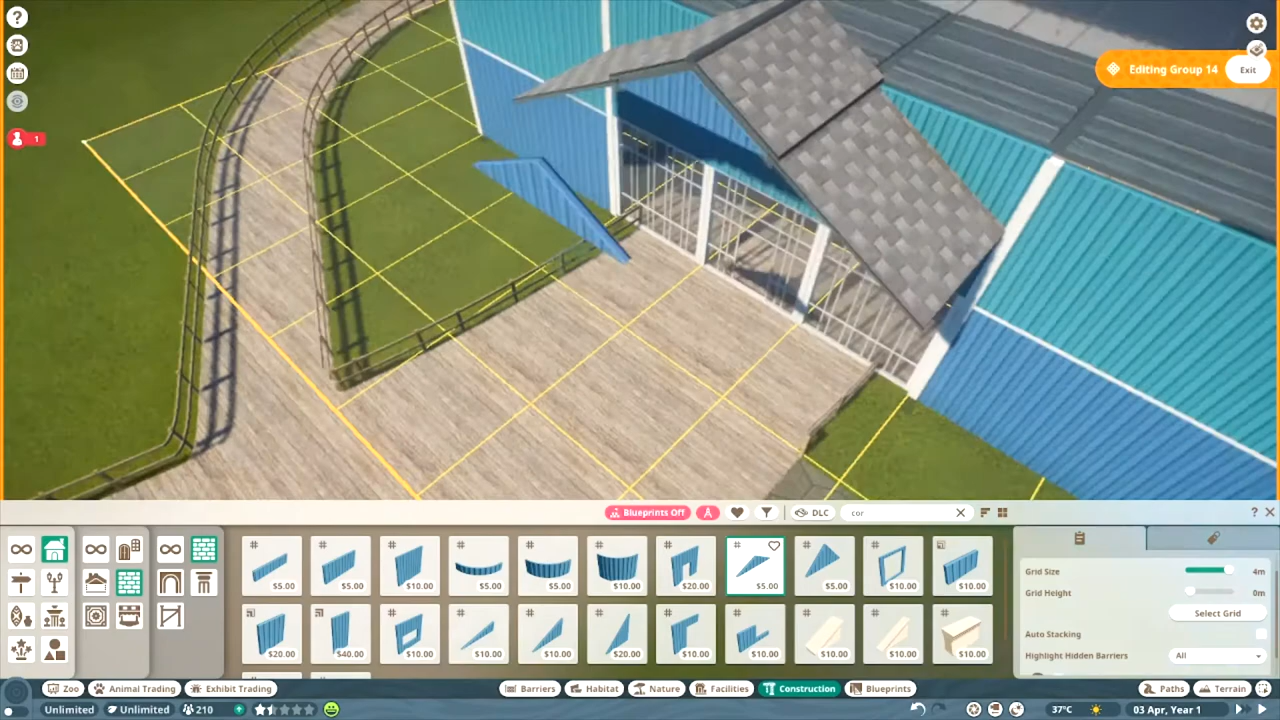 ?
Editing Group 14
Exit
1
Blueprints Off
DLC
cor
?
$5.00
$5.00
$10.00
$5.00
$5.00
$10.00
$20.00
$5.00
$5.00
$10.00
$10.00
$20.00
$40.00
$10.00
$10.00
$10.00
$20.00
$10.00
$10.00
$10.00
$10.00
$10.00
Grid Size
4m
Grid Height
0m
Select Grid
Auto Stacking
Highlight Hidden Barriers
All
Zoo
Animal Trading
Exhibit Trading
Barriers
Habitat
Nature
Facilities
Construction
Blueprints
Paths
Terrain
Unlimited
Unlimited
210
37°C
03 Apr, Year 1